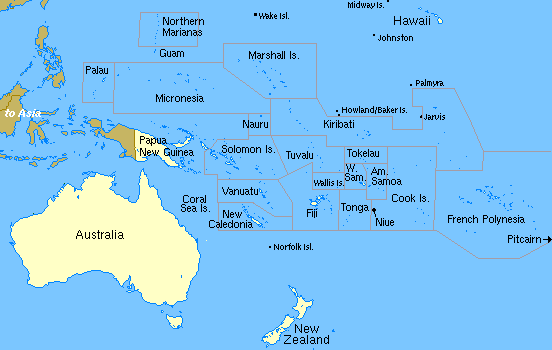 Midway Isl.
Wake Isl.
Hawaii
Northern
Marianas
Johnston
Guam
Marshall Is.
Palau
Palmyra
Micronesia
to Asia
Howland/Baker Is.
Jarvis
Nauru
Kiribati
Papua
New Guinea
Solomon Is.
Tuvalu
Tokelau
W.
Sam.
Am.
Samoa
Wallis Is.
Vanuatu
Coral
Sea Is.
Cook Is.
Tonga
New
Caledonia
Fiji
Niue
French Polynesia
Australia
Pitcairn
Norfolk Isl.
New
Zealand